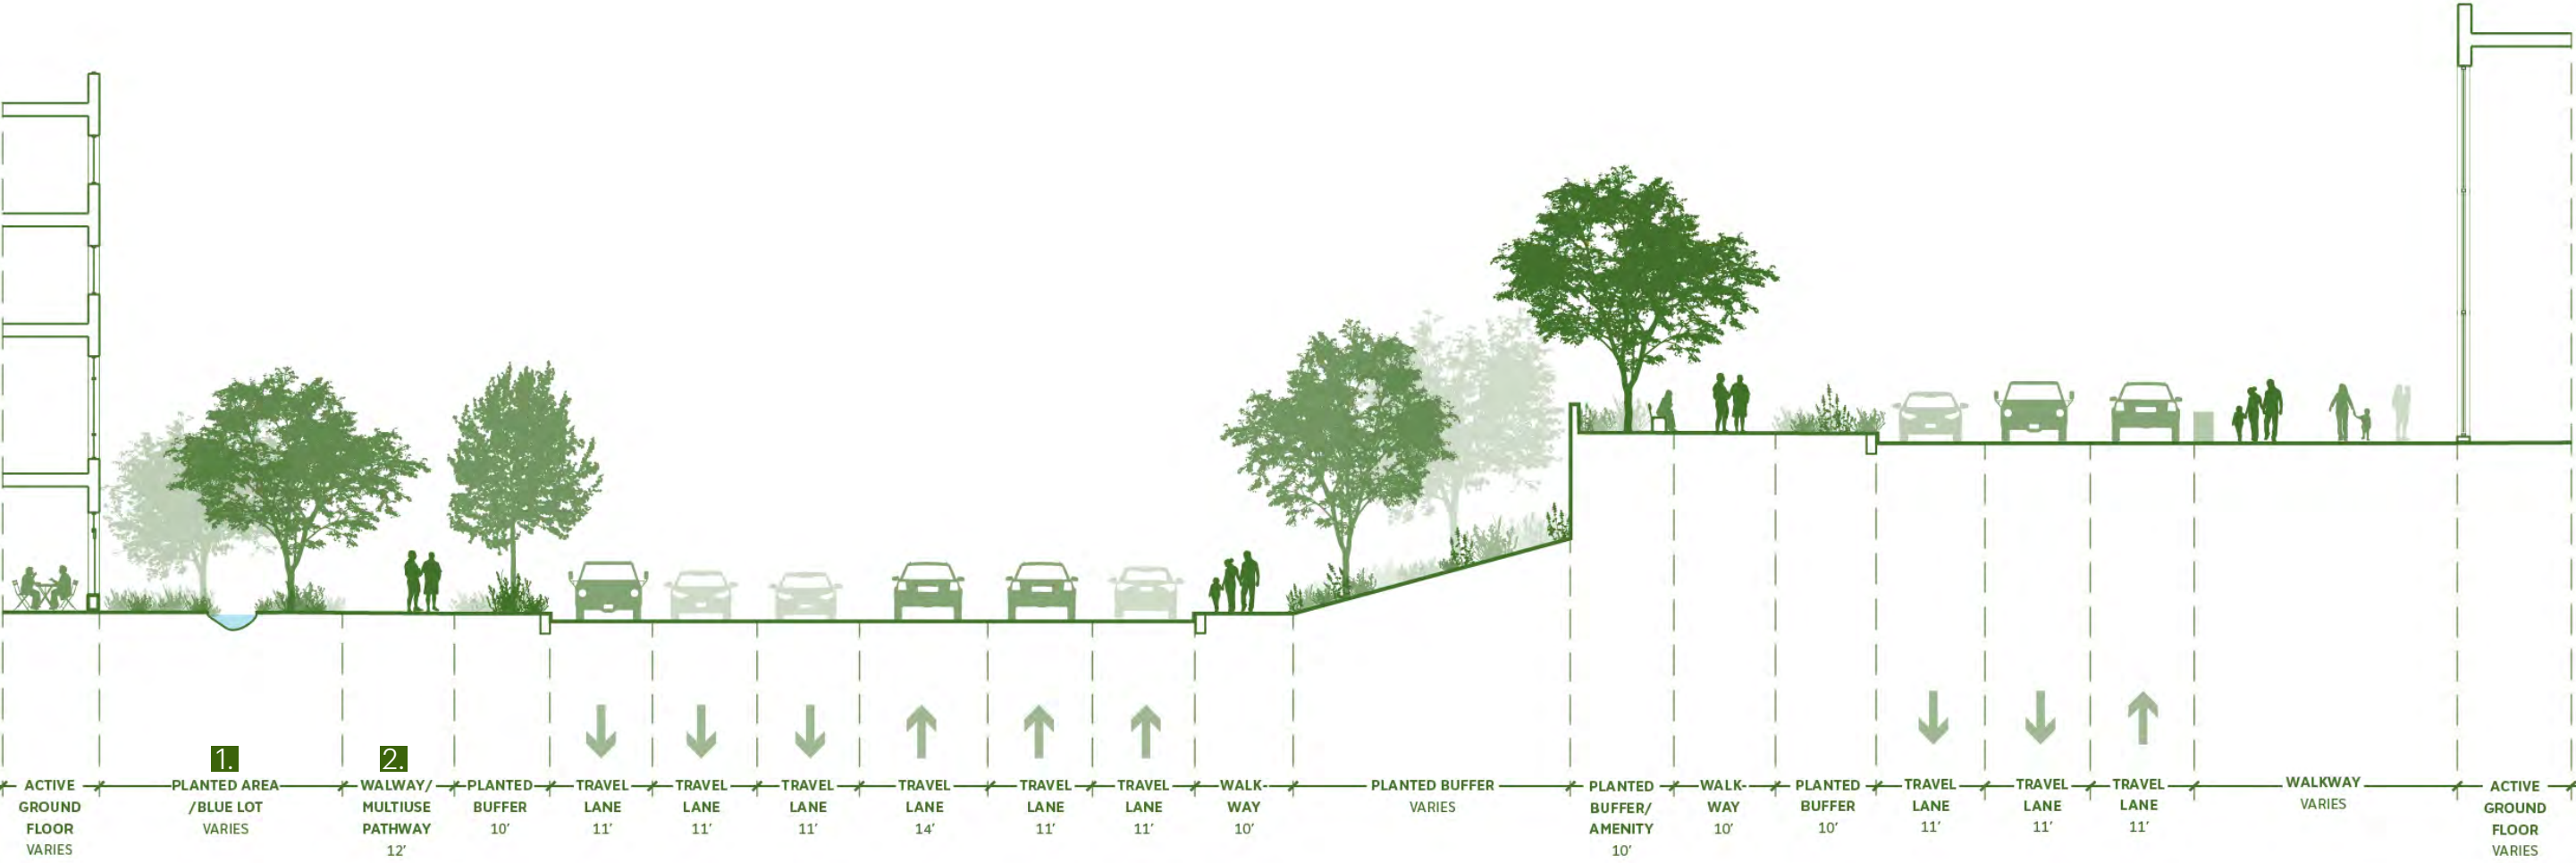 1.
2.
ACTIVE
GROUND
FLOOR
VARIES
PLANTED AREA
/BLUE LOT
VARIES
WALWAY/
MULTIUSE
PATHWAY
12'
PLANTED
BUFFER
10'
TRAVEL
LANE
11'
TRAVEL
LANE
11'
TRAVEL
LANE
11'
TRAVEL
LANE
14'
TRAVEL
LANE
11'
TRAVEL
LANE
11'
WALK-
WAY
10'
PLANTED BUFFER
VARIES
PLANTED
BUFFER/
AMENITY
10'
WALK-
WAY
10'
PLANTED
BUFFER
10'
TRAVEL
LANE
11'
TRAVEL
LANE
11'
TRAVEL
LANE
11'
WALKWAY
VARIES
ACTIVE
GROUND
FLOOR
VARIES